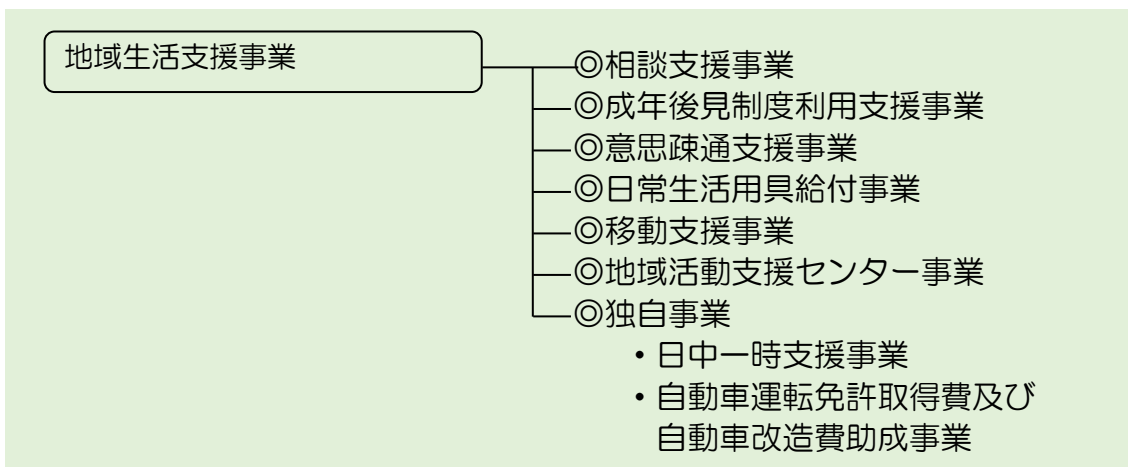 地域生活支援事業
◎相談支援事業
◎成年後見制度利用支援事業
◎意思疎通支援事業
◎日常生活用具給付事業
◎移動支援事業
◎地域活動支援センター事業
◎独自事業
・日中一時支援事業
・自動車運転免許取得費及び
自動車改造費助成事業